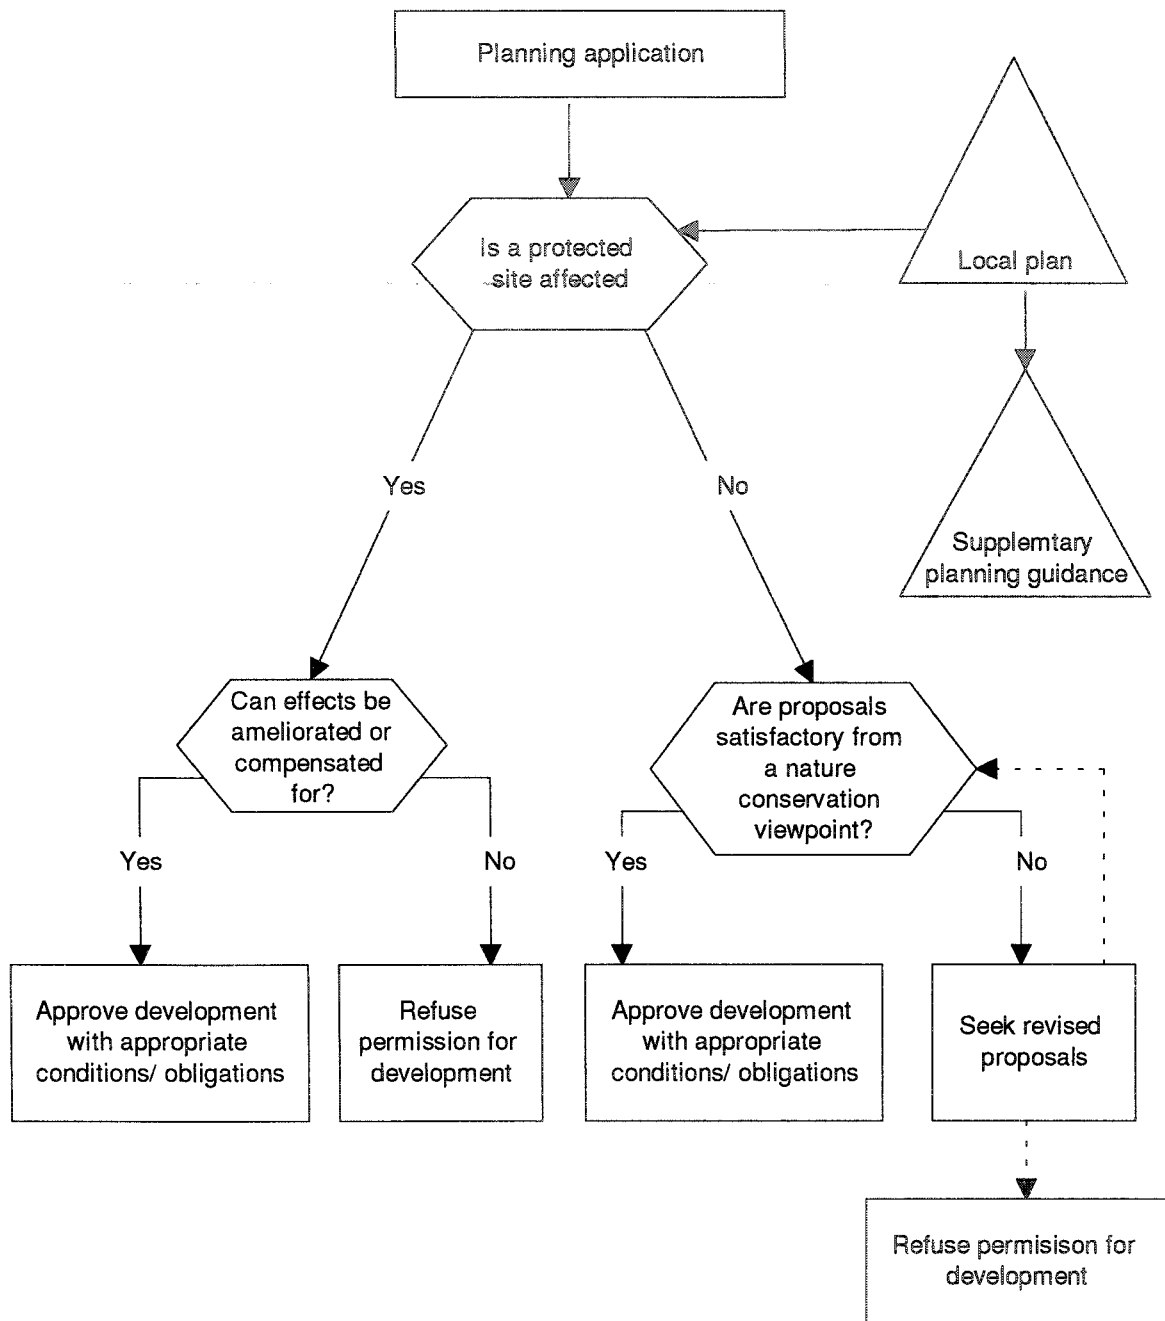 Planning application
Is a protected
site affected
Local plan
Yes
No
Supplemtary
planning guidance
Can effects be
ameliorated or
compensated
for?
Are proposals
satisfactory from
a nature
conservation
viewpoint?
Yes
No
Yes
No
Approve development
with appropriate
conditions/ obligations
Refuse
permission for
development
Approve development
with appropriate
conditions/ obligations
Seek revised
proposals
Refuse permisison for
development